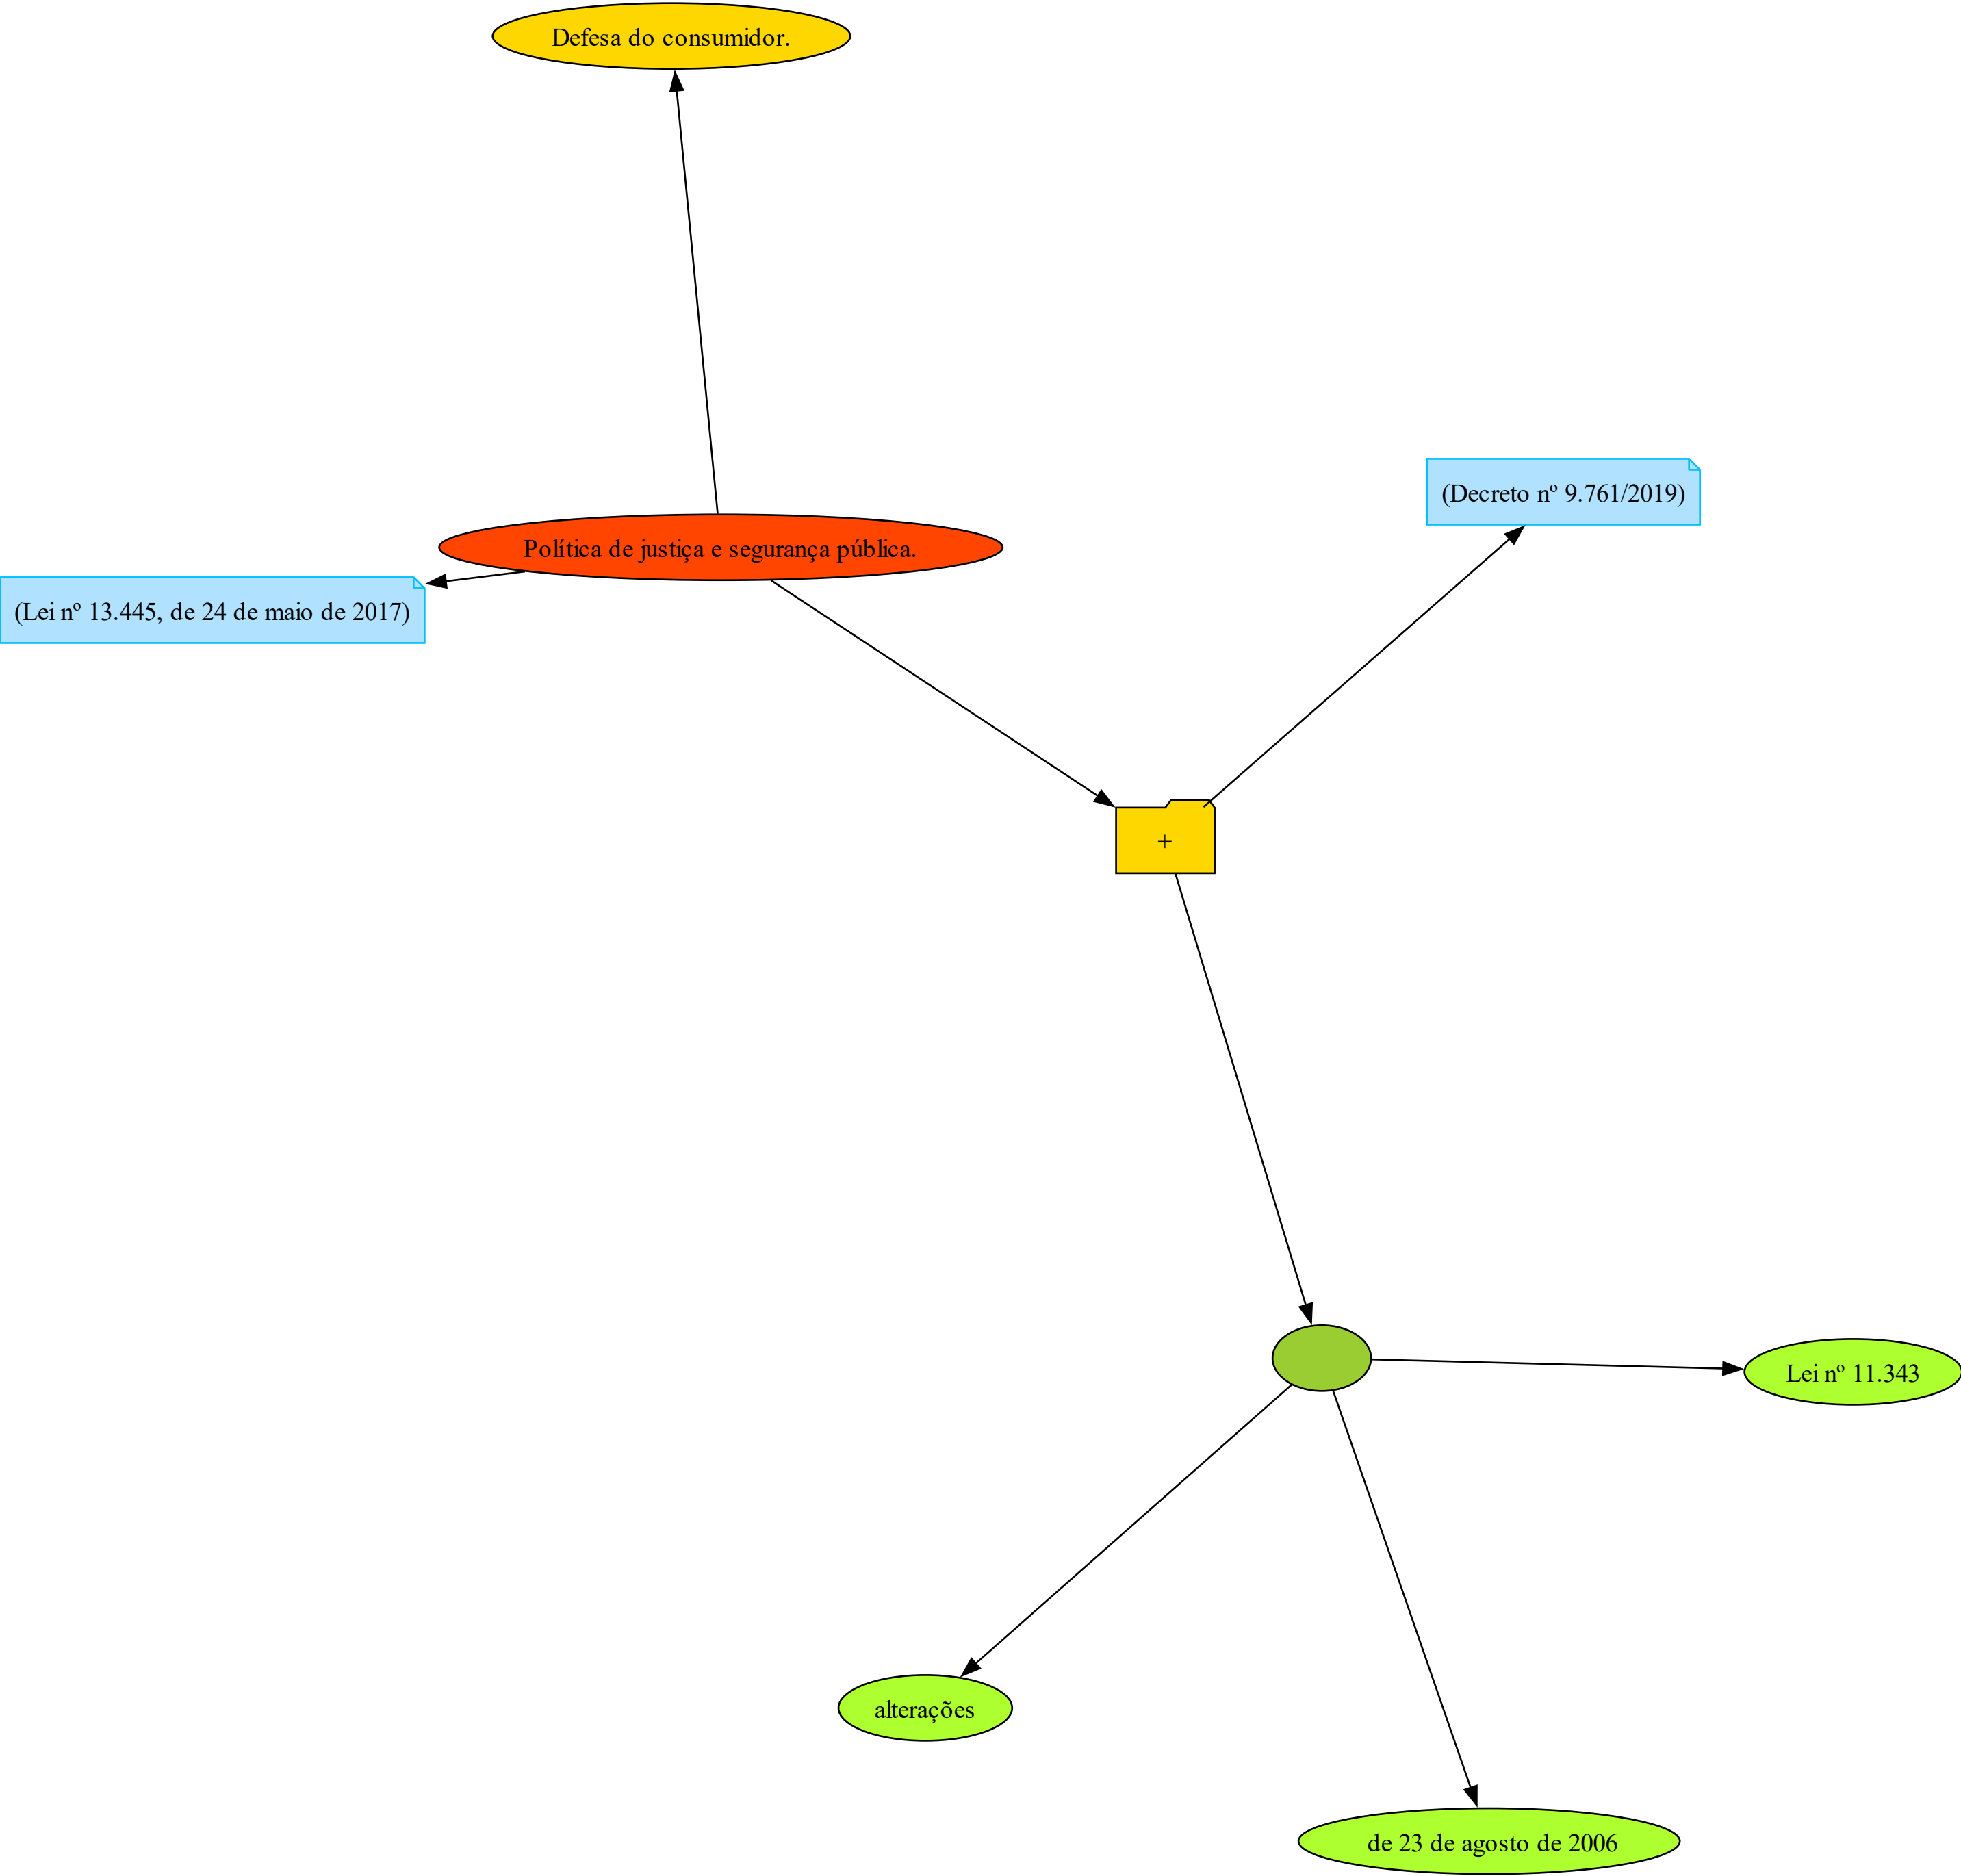 Defesa do consumidor.
(Decreto nº 9.761/2019)
Política de justiça e segurança pública.
(Lei nº 13.445, de 24 de maio de 2017)
+
Lei nº 11.343
alterações
de 23 de agosto de 2006